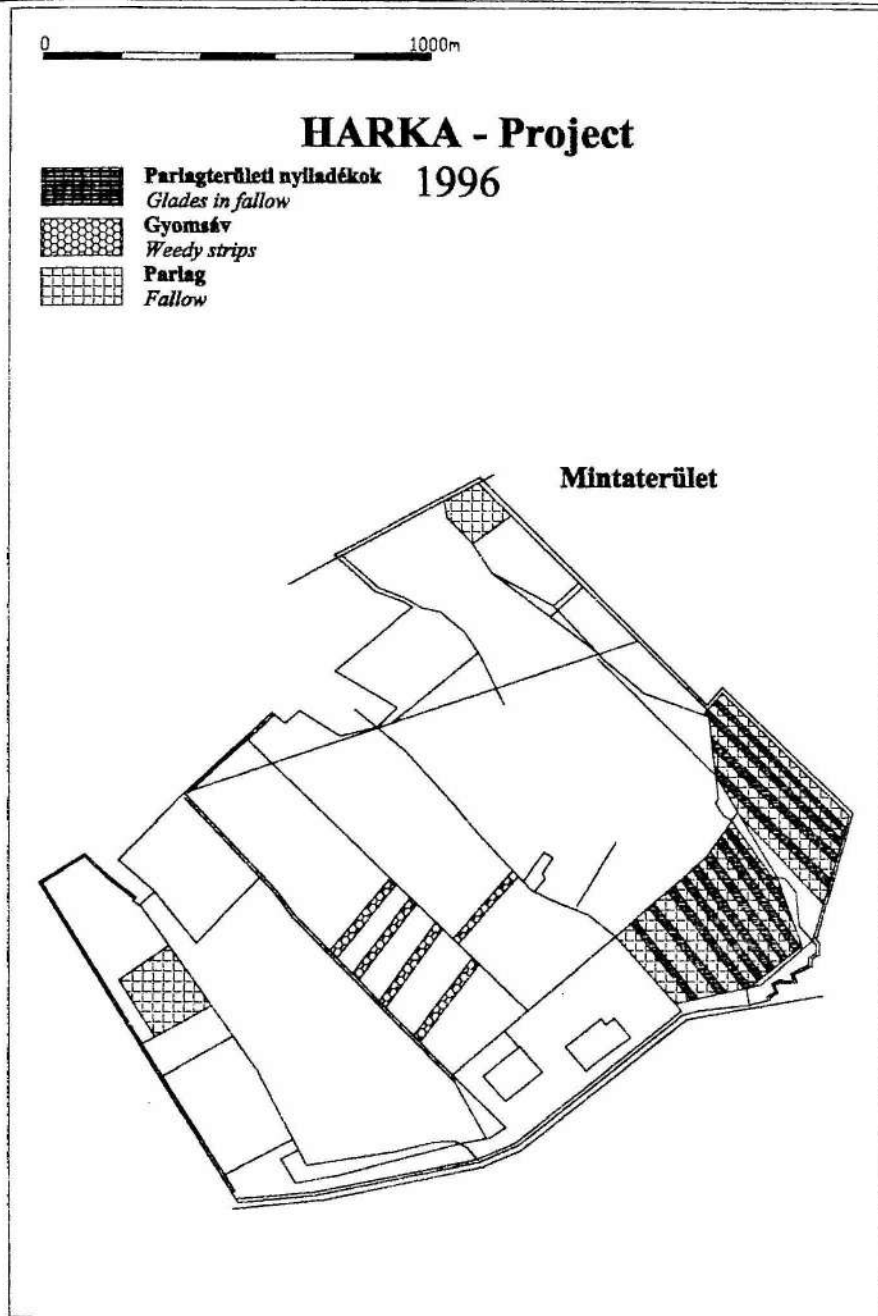 0 1000m
HARKA - Project
1996
Parlagterületi nyiladékok
Glades in fallow
Gyomsáv
Weedy strips
Parlag
Fallow
Mintaterület